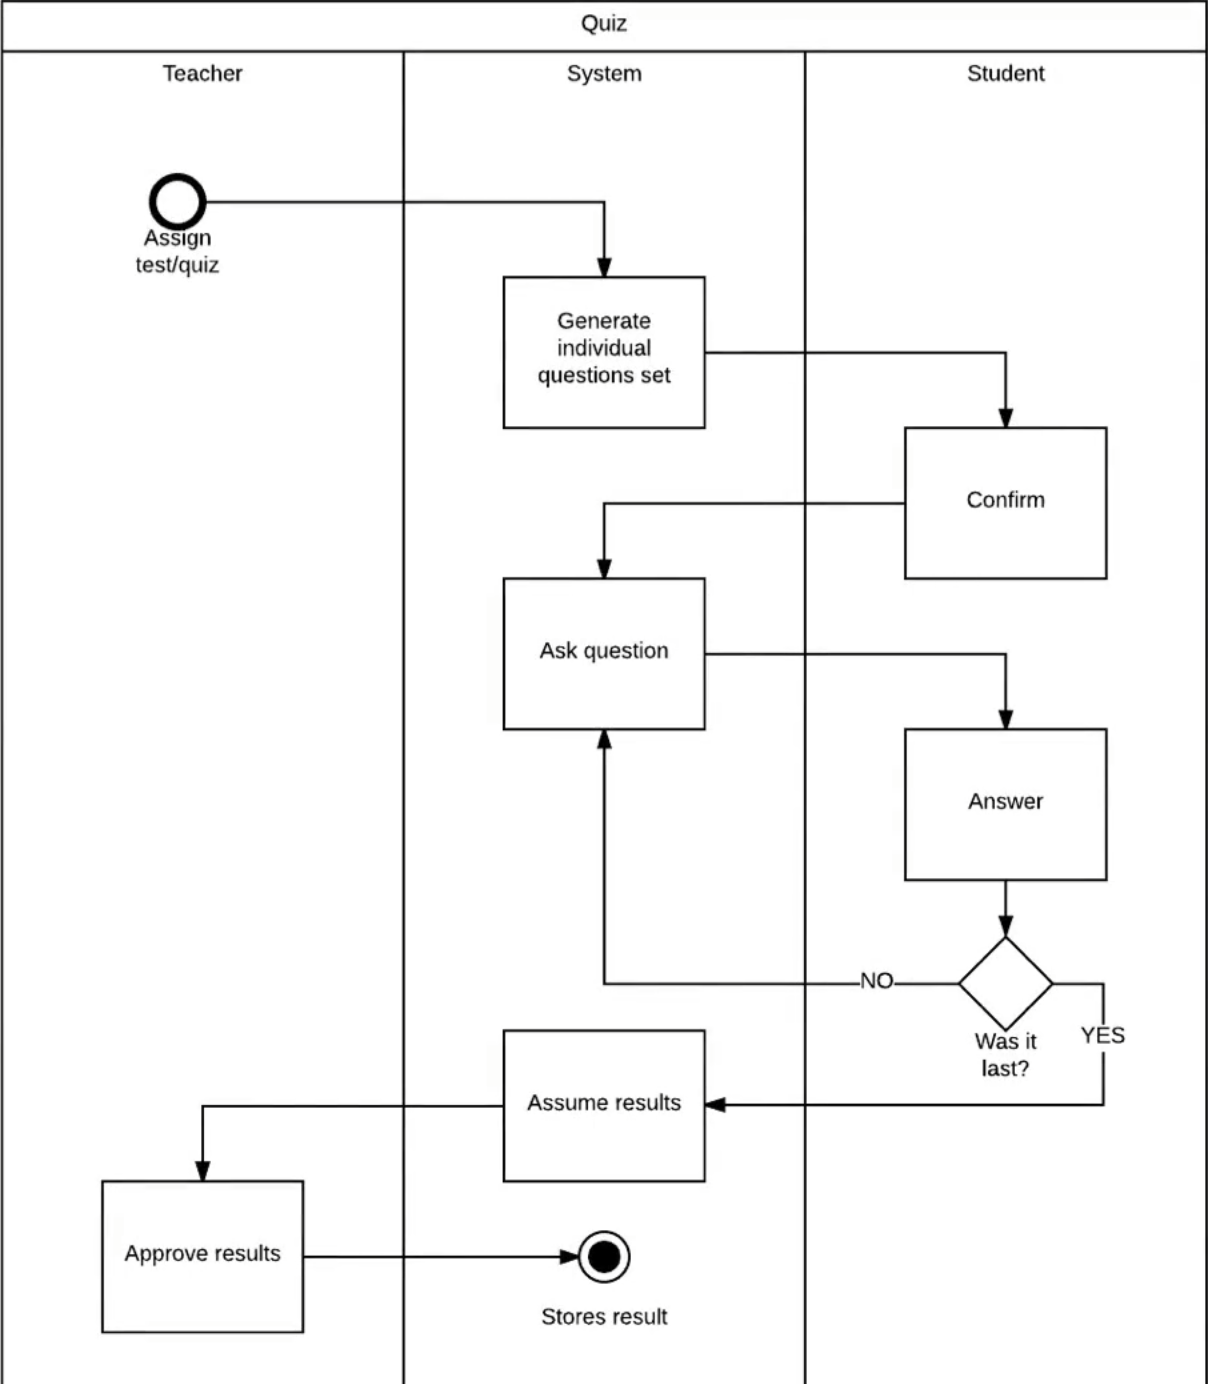 Quiz
Teacher
System
Student
Assign
test/quiz
Generate
individual
questions set
Confirm
Ask question
Answer
NO
YES
Was it
last?
Assume results
Approve results
Stores result